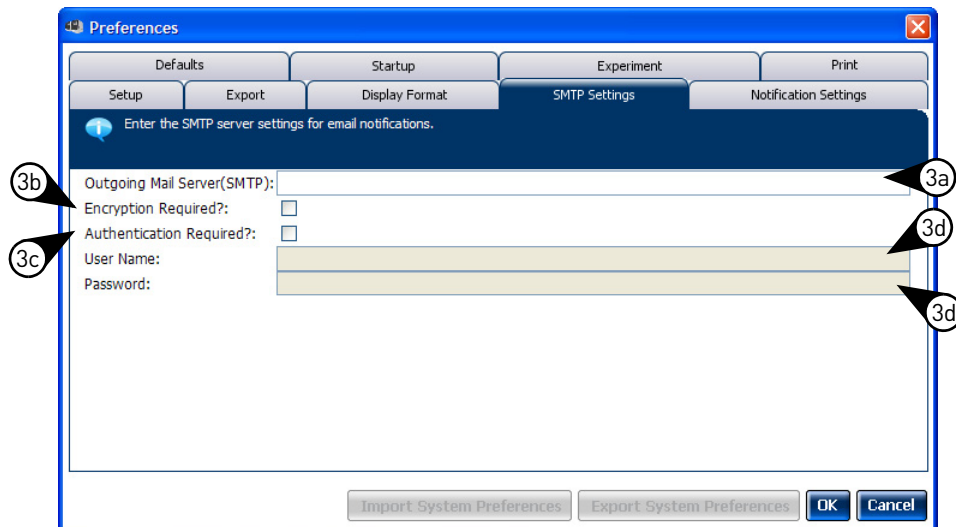 Preferences
Defaults Startup Experiment Print
Setup Export Display Format SMTP Settings Notification Settings
Enter the SMTP server settings for email notifications.
3b Outgoing Mail Server(SMTP): 3a
Encryption Required?:
Authentication Required?: 3d
3c User Name:
Password:
3d
Import System Preferences Export System Preferences OK Cancel